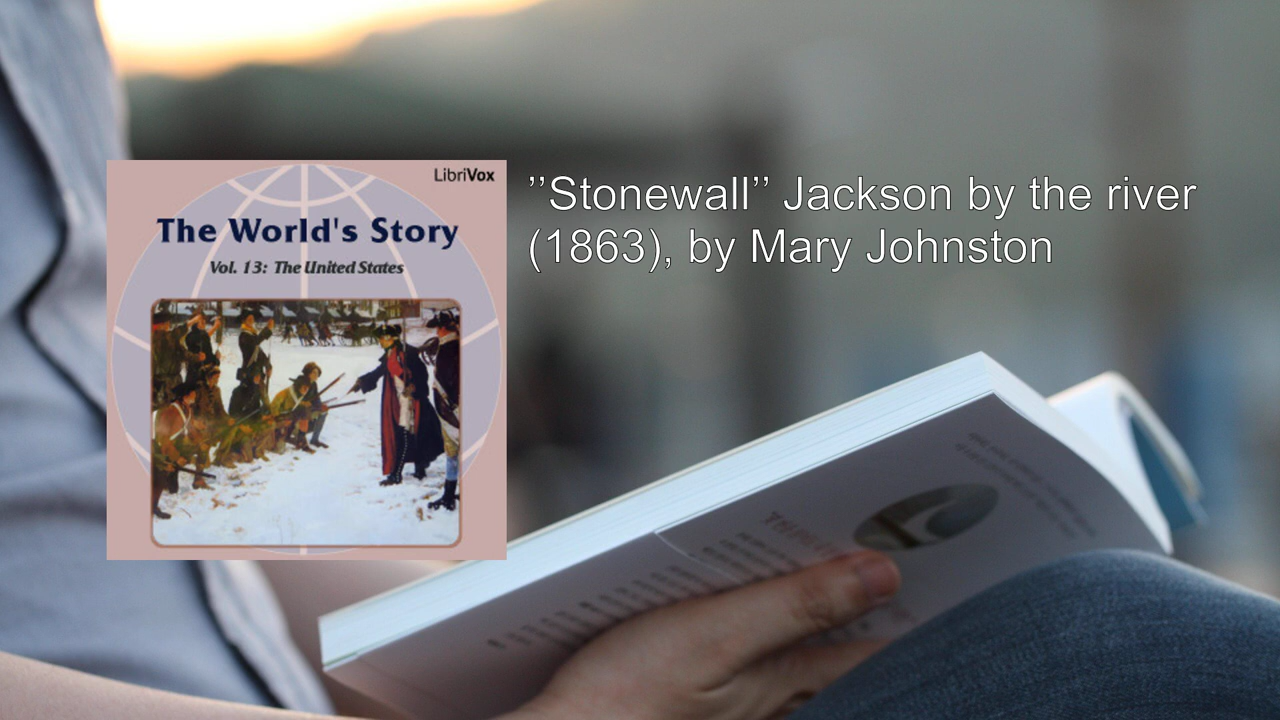 LibriVox
The World's Story
Vol. 13: The United States
’’Stonewall’’ Jackson by the river
(1863), by Mary Johnston